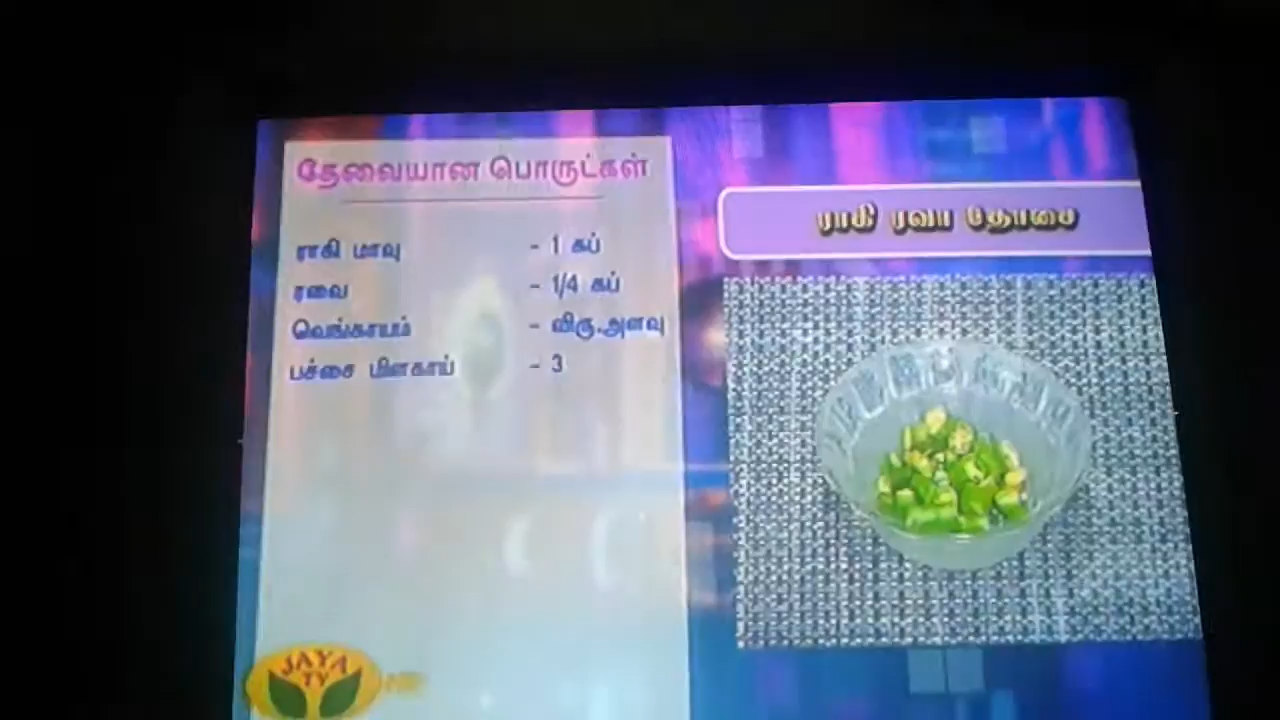 தேவையான பொருட்கள்
ராகி மாவு - 1 கப்
ரவை - 1/4 கப்
வெங்காயம் - விரு.அளவு
பச்சை மிளகாய் - 3
ராகி ரவா தோசை
JAYA
TV